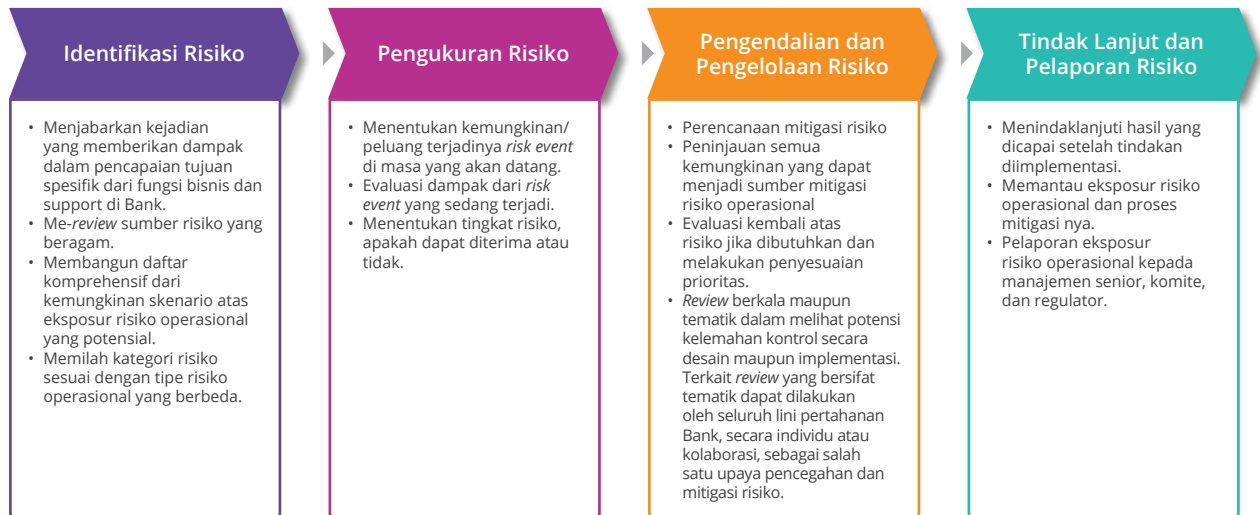 Identifikasi Risiko
• Menjabarkan kejadian
yang memberikan dampak
dalam pencapaian tujuan
spesifik dari fungsi bisnis dan
support di Bank.
• Me-review sumber risiko yang
beragam.
• Membangun daftar
komprehensif dari
kemungkinan skenario atas
eksposur risiko operasional
yang potensial.
• Memilah kategori risiko
sesuai dengan tipe risiko
operasional yang berbeda.
Pengukuran Risiko
• Menentukan kemungkinan/
peluang terjadinya risk event
di masa yang akan datang.
• Evaluasi dampak dari risk
event yang sedang terjadi.
• Menentukan tingkat risiko,
apakah dapat diterima atau
tidak.
Pengendalian dan
Pengelolaan Risiko
• Perencanaan mitigasi risiko
• Peninjauan semua
kemungkinan yang dapat
menjadi sumber mitigasi
risiko operasional
• Evaluasi kembali atas
risiko jika dibutuhkan dan
melakukan penyesuaian
prioritas.
• Review berkala maupun
tematik dalam melihat potensi
kelemahan kontrol secara
desain maupun implementasi.
Terkait review yang bersifat
tematik dapat dilakukan
oleh seluruh lini pertahanan
Bank, secara individu atau
kolaborasi, sebagai salah
satu upaya pencegahan dan
mitigasi risiko.
Tindak Lanjut dan
Pelaporan Risiko
• Menindaklanjuti hasil yang
dicapai setelah tindakan
diimplementasi.
• Memantau eksposur risiko
operasional dan proses
mitigasi nya.
• Pelaporan eksposur
risiko operasional kepada
manajemen senior, komite,
dan regulator.